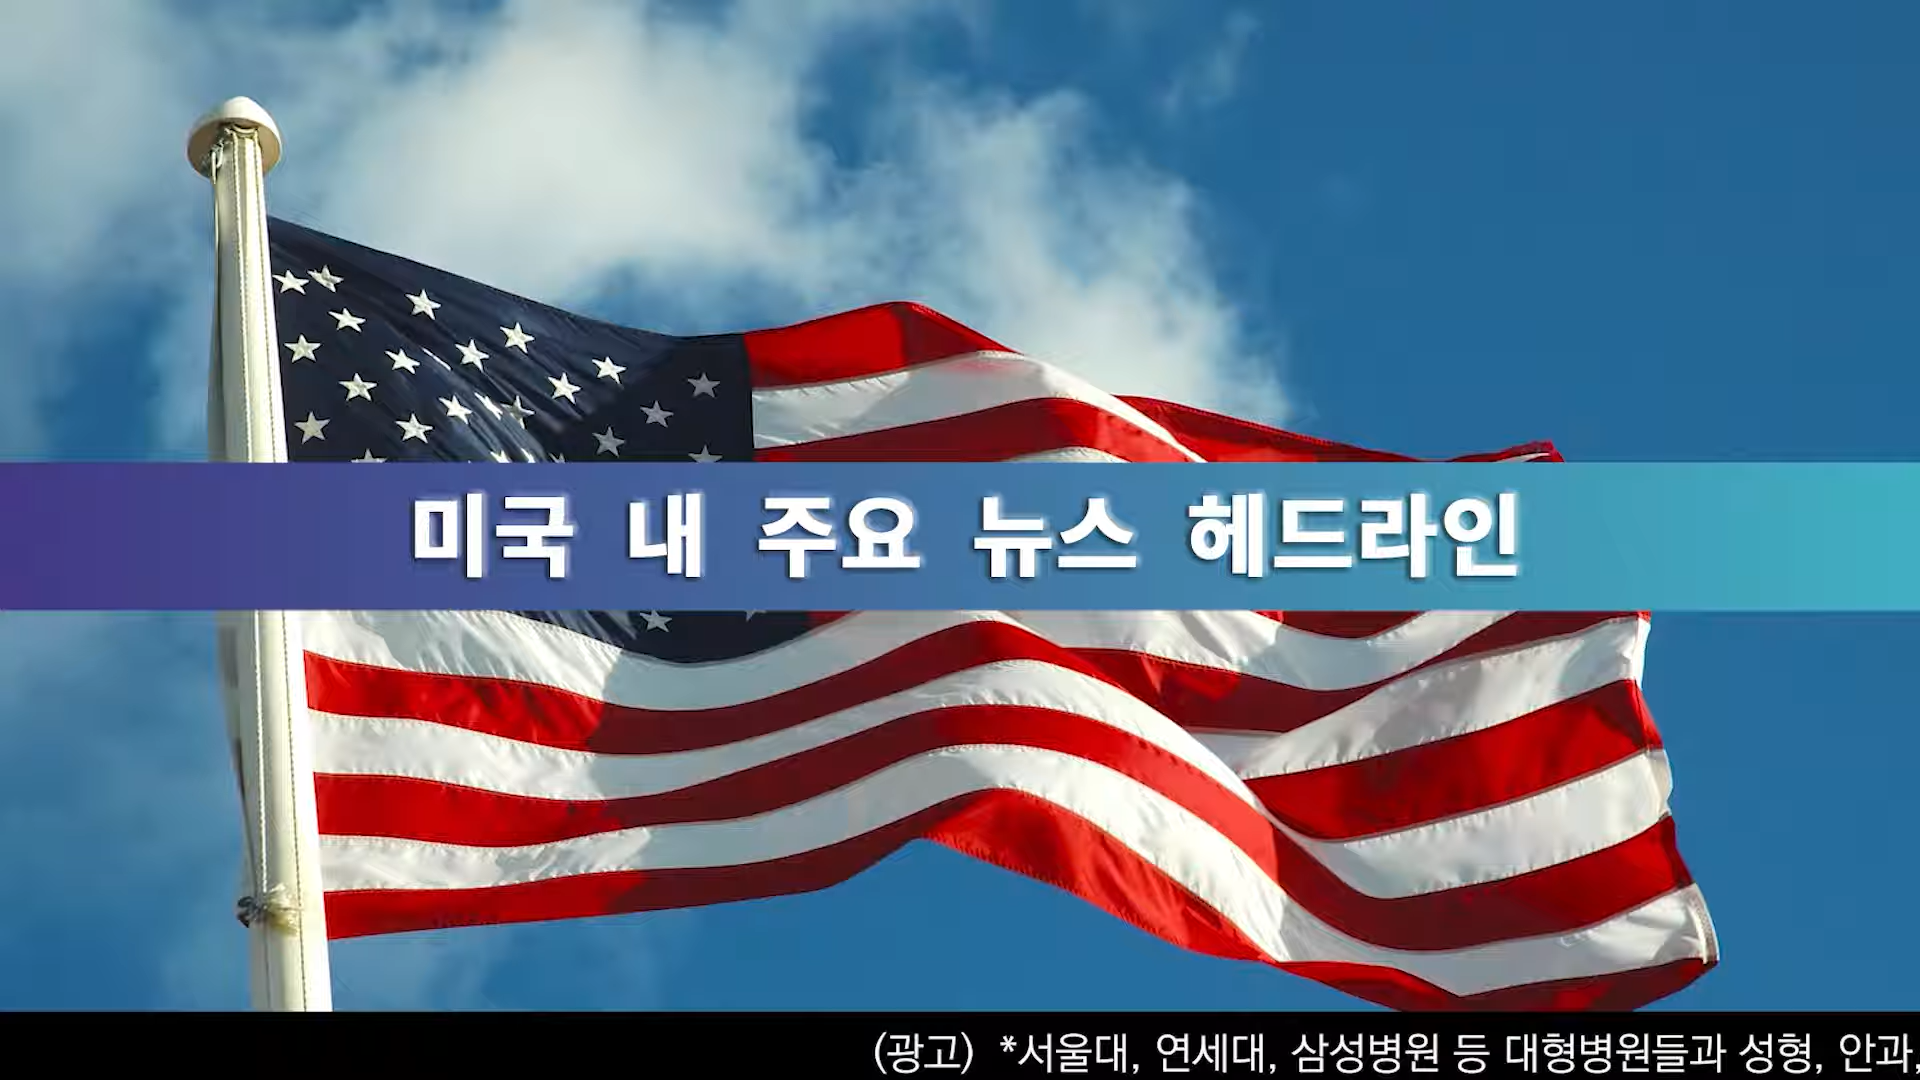 미국 내 주요 뉴스 헤드라인
(광고) *서울대, 연세대, 삼성병원 등 대형병원들과 성형, 안과,